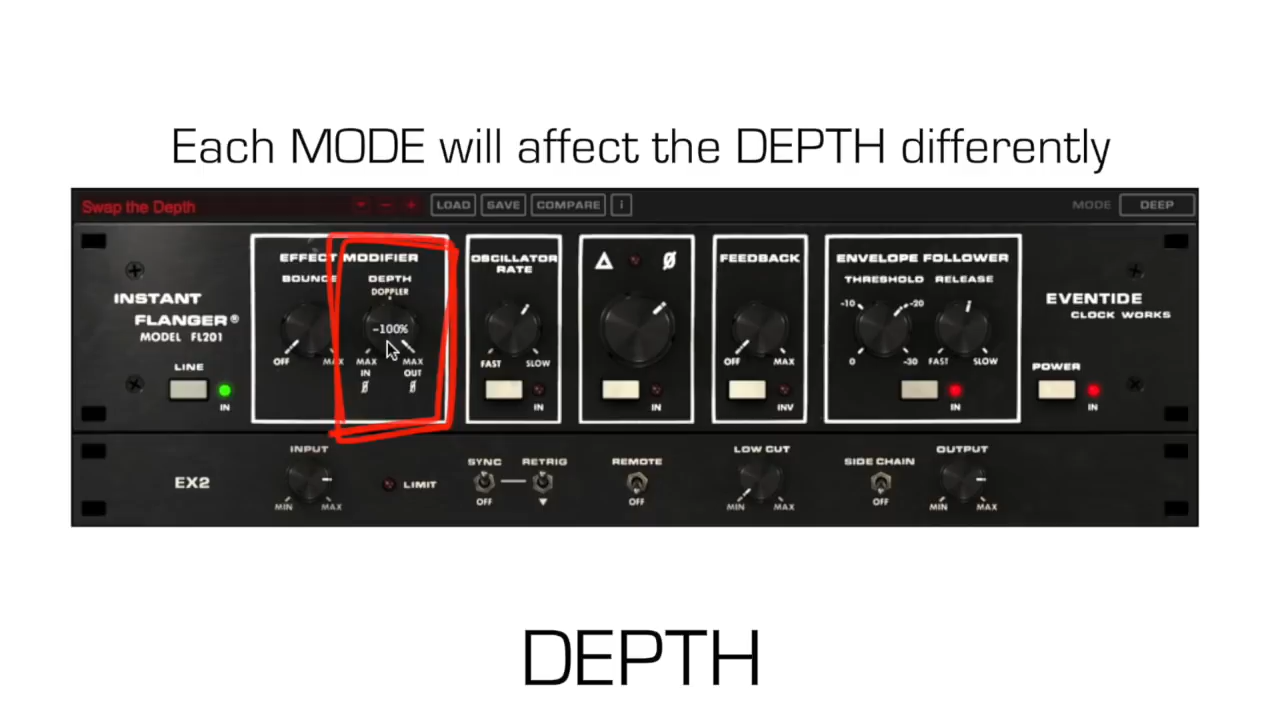 Each MODE will affect the DEPTH differently
Swap the Depth
LOAD SAVE COMPARE i MODE DEEP
EFFECT MODIFIER
BOUNCE DEPTH
DOPPLER
-100%
OFF MAX MAX MAX
IN OUT
Ø Ø
INSTANT
FLANGER®
MODEL FL201
LINE
IN
OSCILLATOR
RATE
FAST SLOW
IN
Δ Ø
IN
FEEDBACK
OFF MAX
INV
ENVELOPE FOLLOWER
THRESHOLD RELEASE
-10 -20
0 -30 FAST SLOW
IN
EVENTIDE
CLOCK WORKS
POWER
IN
EX2
INPUT
MIN MAX
LIMIT
SYNC RETRIG
OFF ▼
REMOTE
OFF
LOW CUT
MIN MAX
SIDE CHAIN
OFF
OUTPUT
MIN MAX
DEPTH